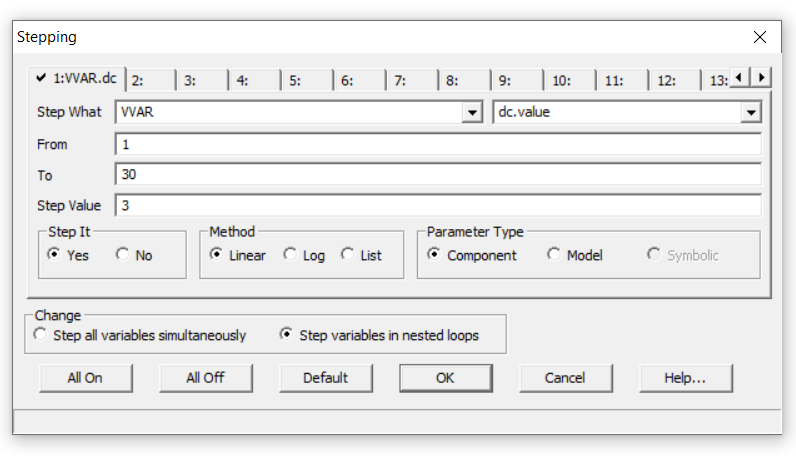 Stepping
1:VVAR.dc 2: 3: 4: 5: 6: 7: 8: 9: 10: 11: 12: 13:
Step What VVAR dc.value
From 1
To 30
Step Value 3
Step It Method Parameter Type
Yes No Linear Log List Component Model Symbolic
Change
Step all variables simultaneously Step variables in nested loops
All On All Off Default OK Cancel Help...